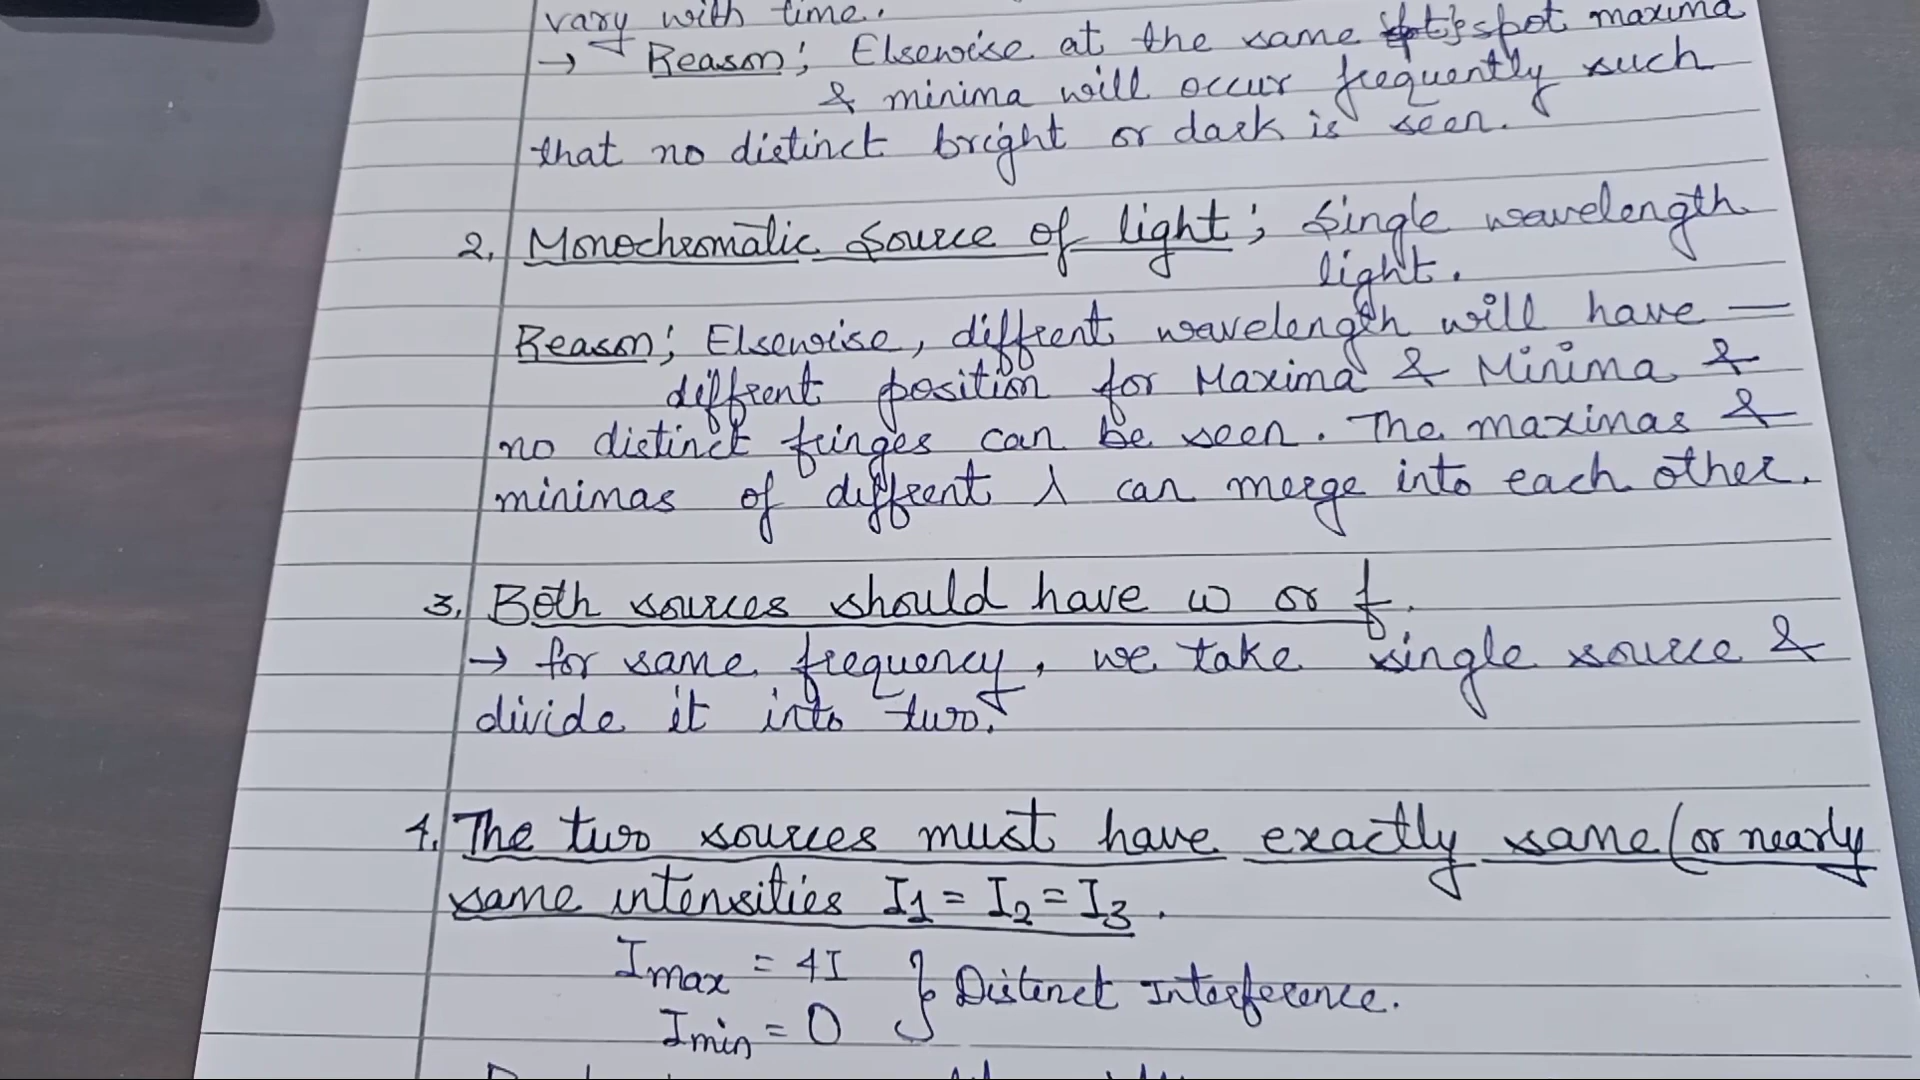 vary with time.
→ Reason; Elsewise at the same spot maxima
& minima will occur frequently such
that no distinct bright or dark is seen.
2. Monochromatic Source of light; Single wavelength
light.
Reason; Elsewise, diffrent wavelength will have —
diffrent position for Maxima & Minima &
no distinct fringes can be seen. The maximas &
minimas of diffrent λ can merge into each other.
3. Both sources should have ω or f.
→ for same frequency, we take single source &
divide it into two.
4. The two sources must have exactly same (or nearly
same intensities I1 = I2 = I3.
Imax = 4I
} Distinct Interference.
Imin = 0